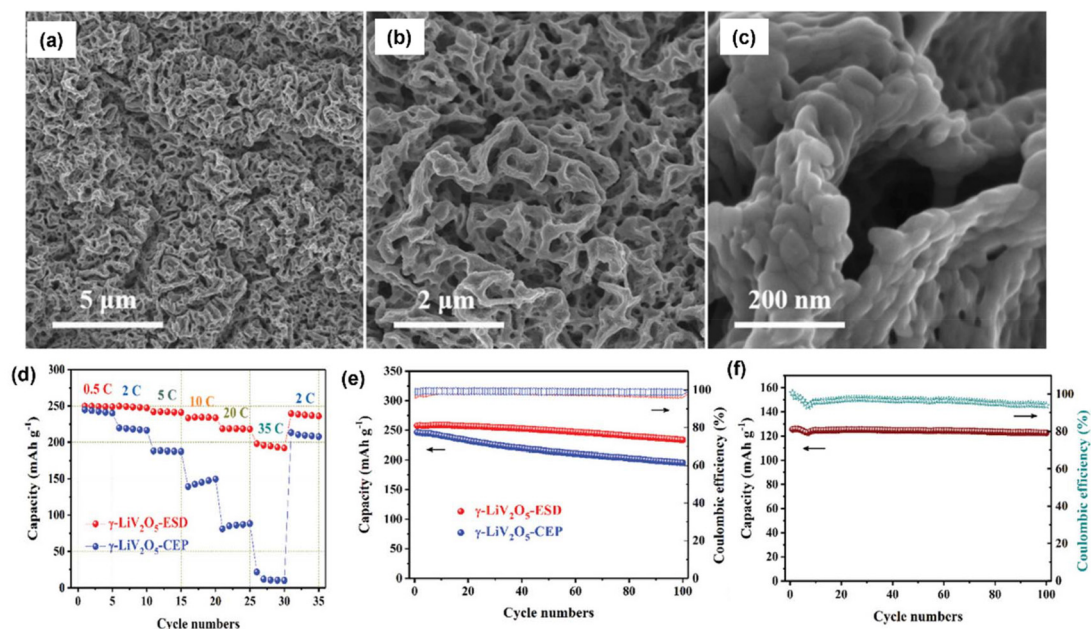 (a)
5 μm
(b)
2 μm
(c)
200 nm
(d)
300
250
200
150
100
50
0
0 5 10 15 20 25 30 35
Capacity (mAh g⁻¹)
Cycle numbers
0.5 C
2 C
5 C
10 C
20 C
35 C
2 C
γ-LiV₂O₅-ESD
γ-LiV₂O₅-CEP
(e)
350
300
250
200
150
100
50
0
0 20 40 60 80 100
Capacity (mAh g⁻¹)
Cycle numbers
100
80
60
40
20
0
Coulombic efficiency (%)
γ-LiV₂O₅-ESD
γ-LiV₂O₅-CEP
(f)
160
140
120
100
80
60
40
20
0
0 20 40 60 80 100
Capacity (mAh g⁻¹)
Cycle numbers
100
80
60
40
20
0
Coulombic efficiency (%)